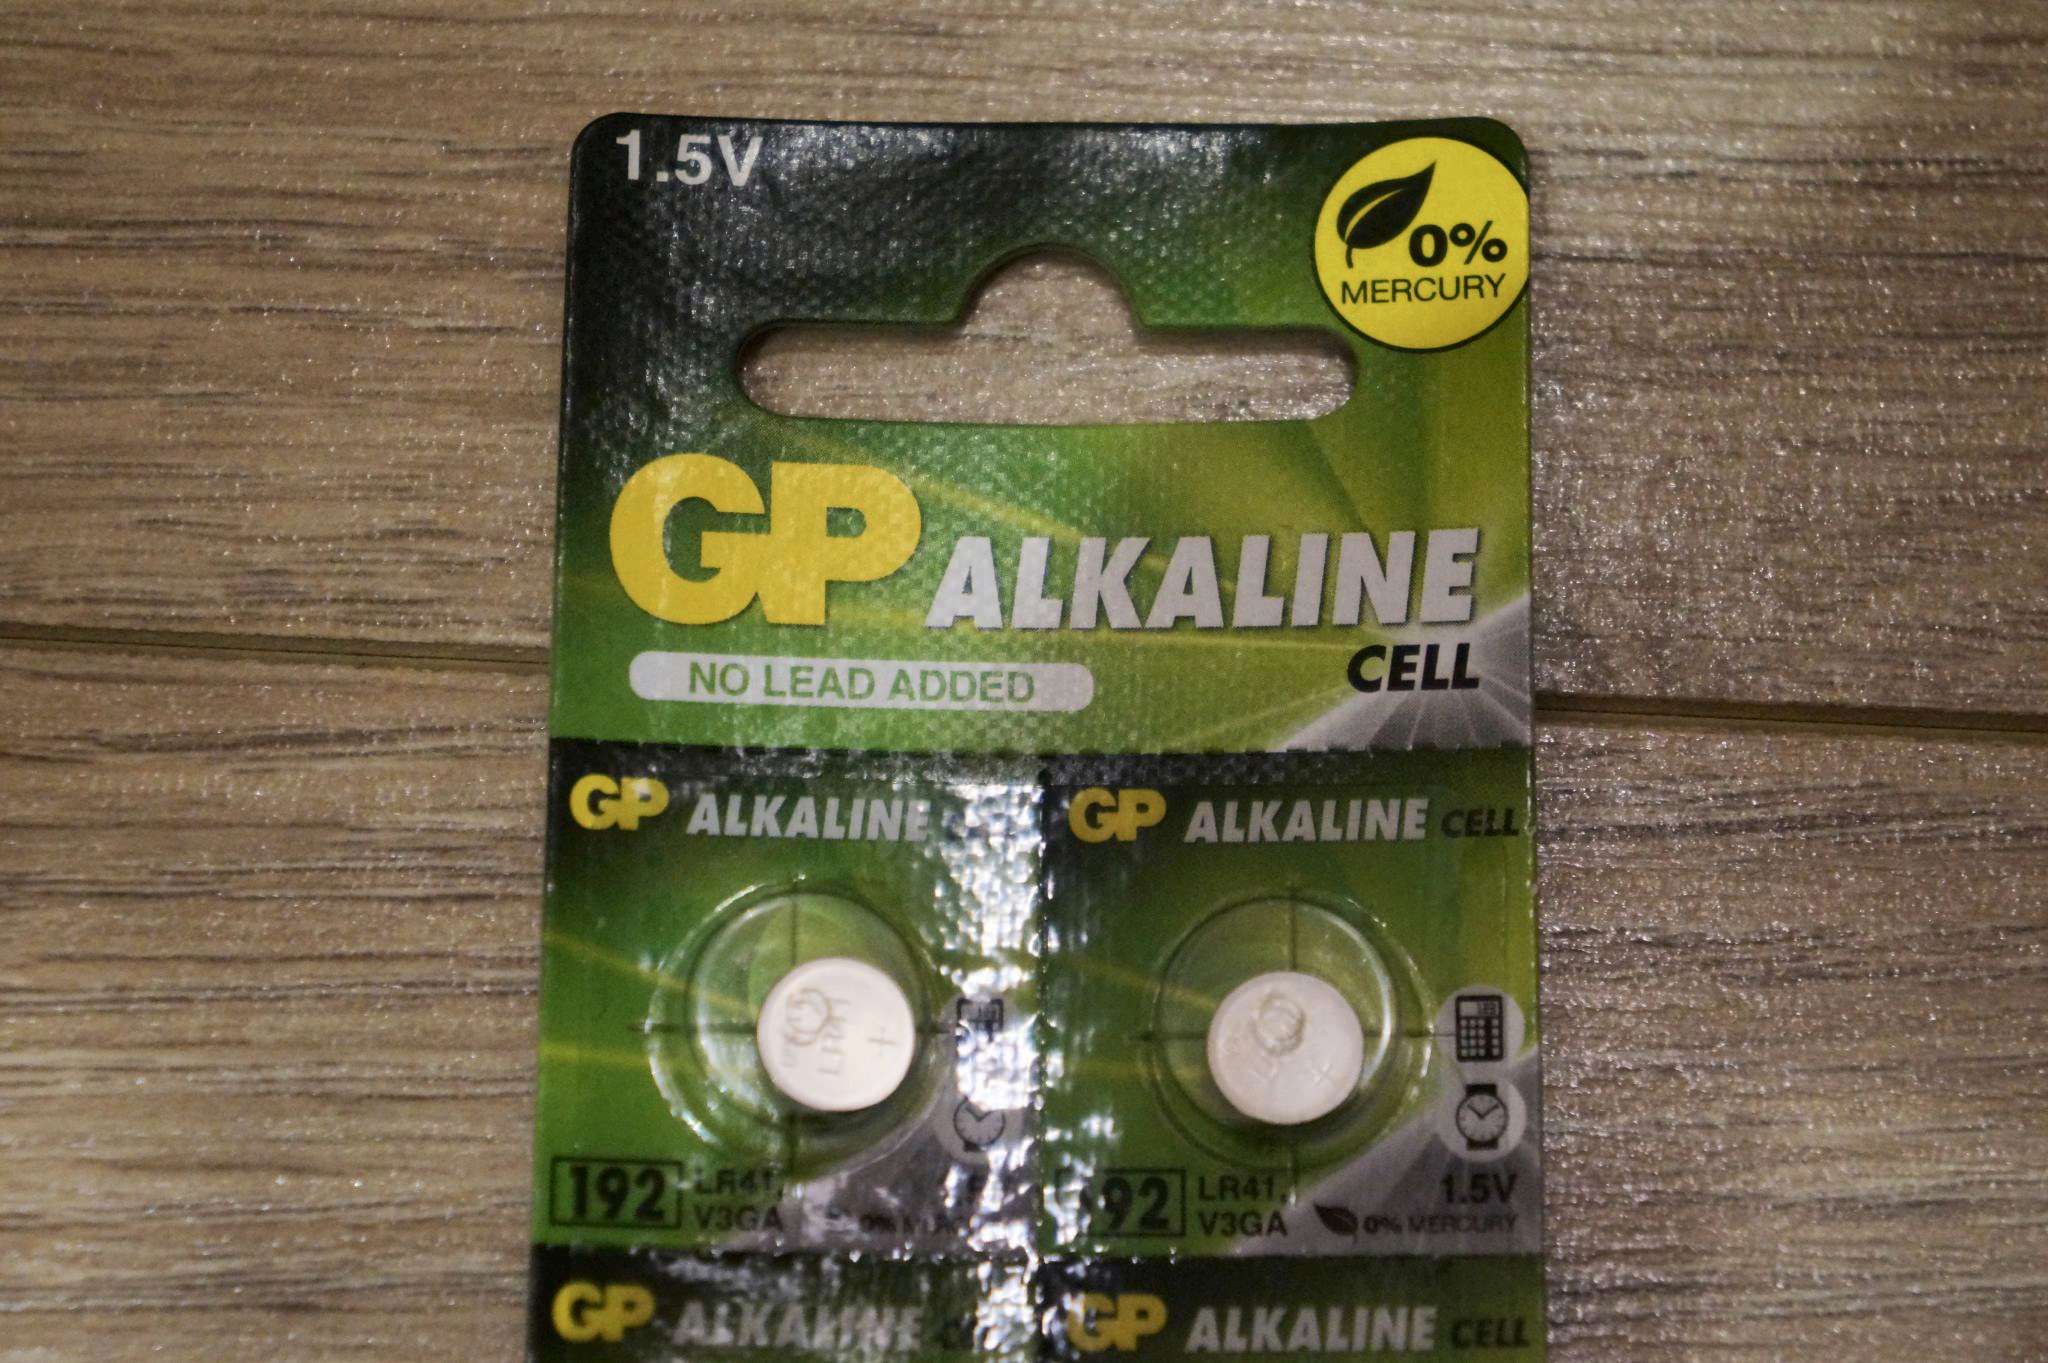 1.5V
0%
MERCURY
GP ALKALINE
CELL
NO LEAD ADDED
GP ALKALINE
192
LR41,
V3GA
GP ALKALINE CELL
92
LR41,
V3GA
1.5V
0% MERCURY
GP ALKALINE
GP ALKALINE CELL